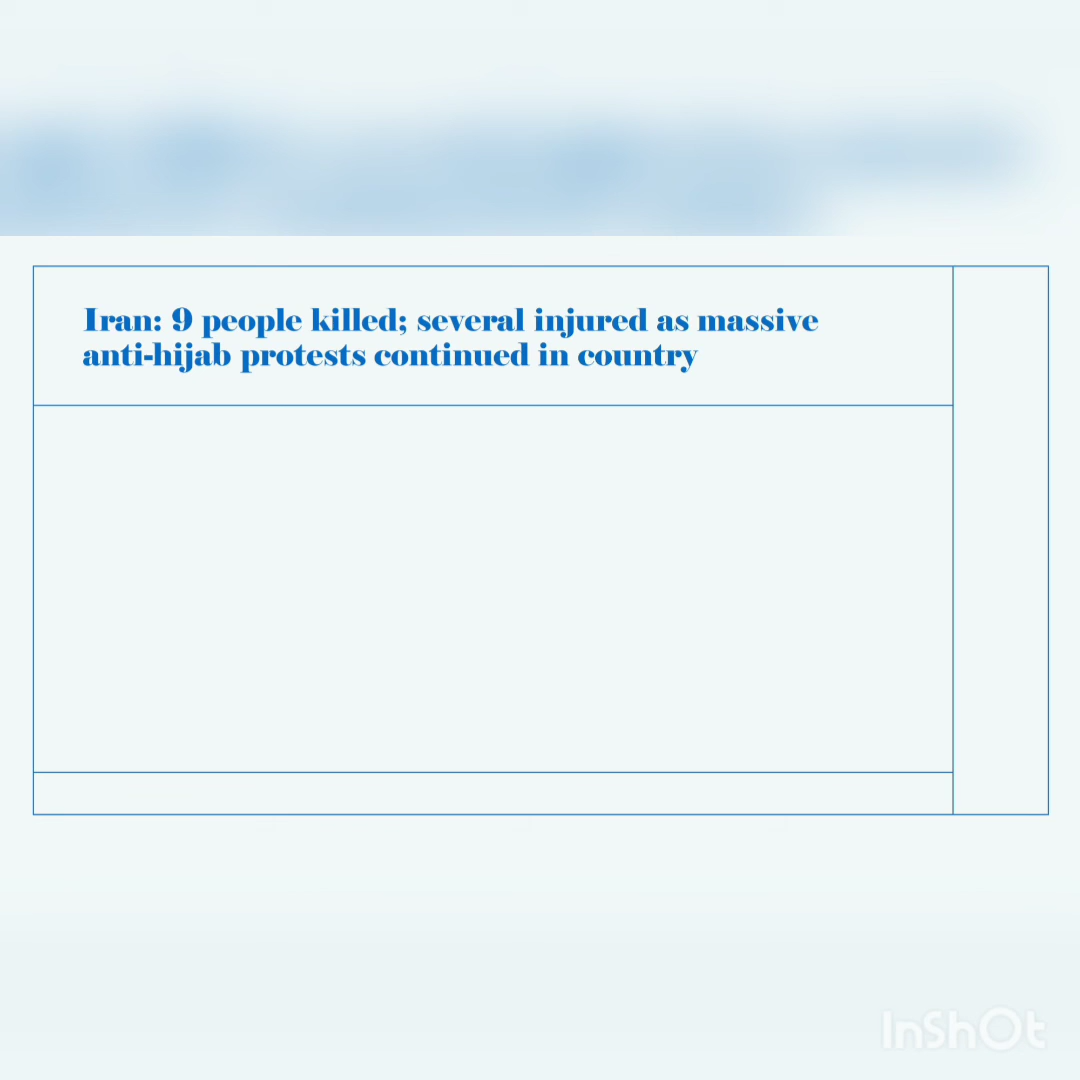 Iran: 9 people killed; several injured as massive
anti-hijab protests continued in country
InShOt